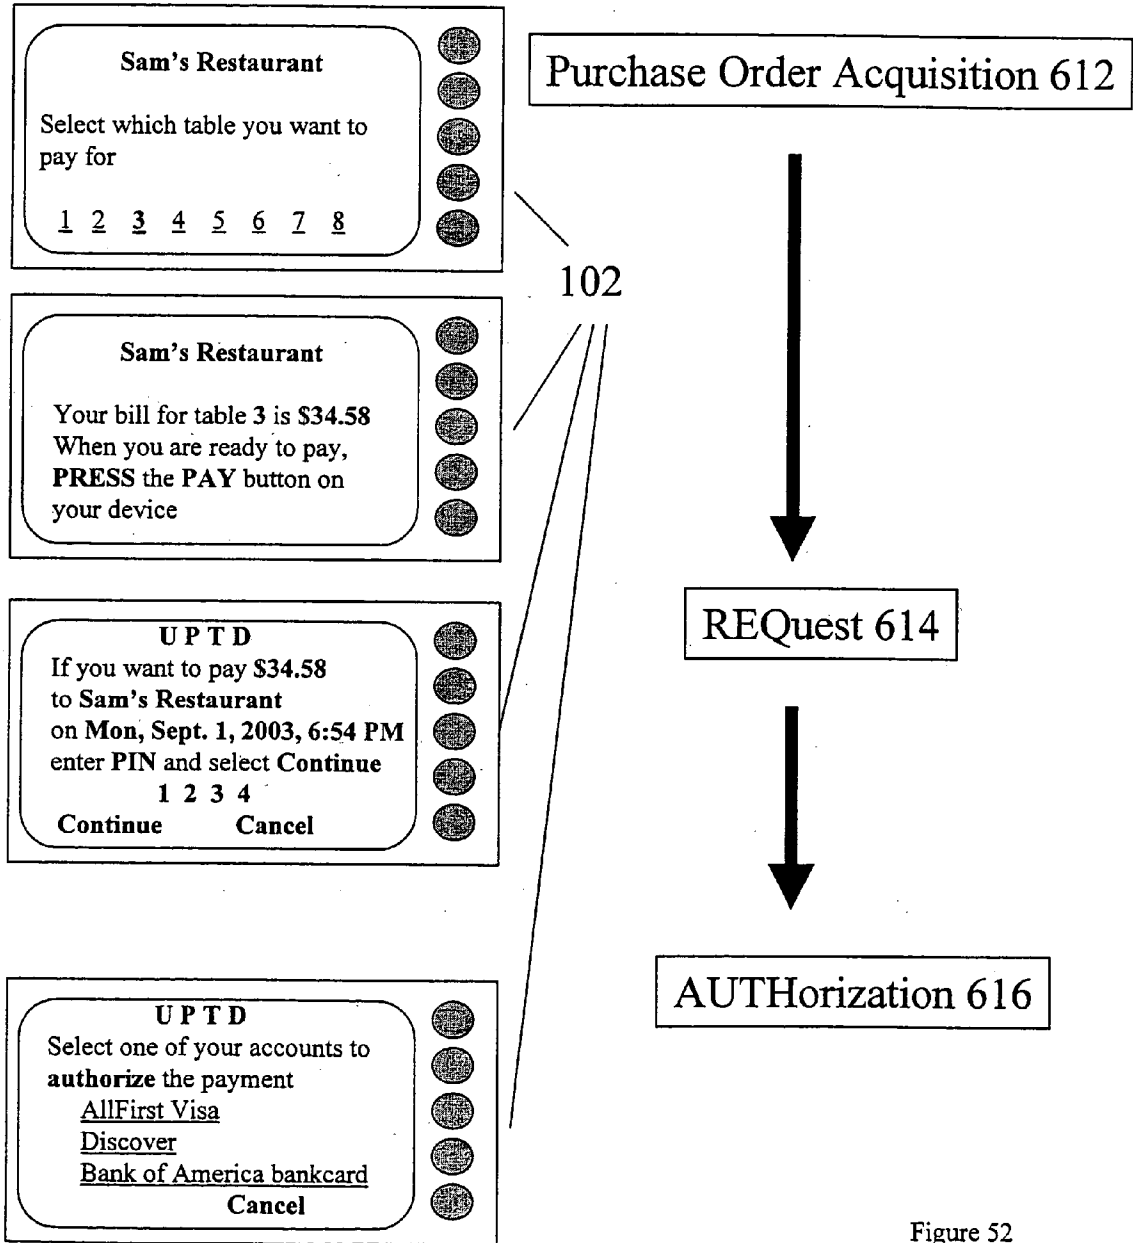 Sam's Restaurant
Select which table you want to
pay for
1 2 3 4 5 6 7 8
Purchase Order Acquisition 612
102
Sam's Restaurant
Your bill for table 3 is $34.58
When you are ready to pay,
PRESS the PAY button on
your device
UPTD
If you want to pay $34.58
to Sam's Restaurant
on Mon, Sept. 1, 2003, 6:54 PM
enter PIN and select Continue
1 2 3 4
Continue Cancel
REQuest 614
UPTD
Select one of your accounts to
authorize the payment
AllFirst Visa
Discover
Bank of America bankcard
Cancel
AUTHorization 616
Figure 52